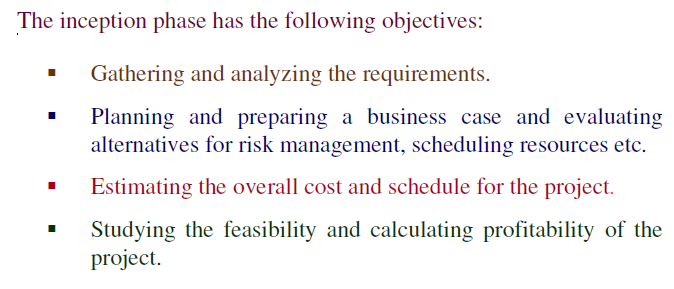 The inception phase has the following objectives:
▪ Gathering and analyzing the requirements.
▪ Planning and preparing a business case and evaluating
alternatives for risk management, scheduling resources etc.
▪ Estimating the overall cost and schedule for the project.
▪ Studying the feasibility and calculating profitability of the
project.